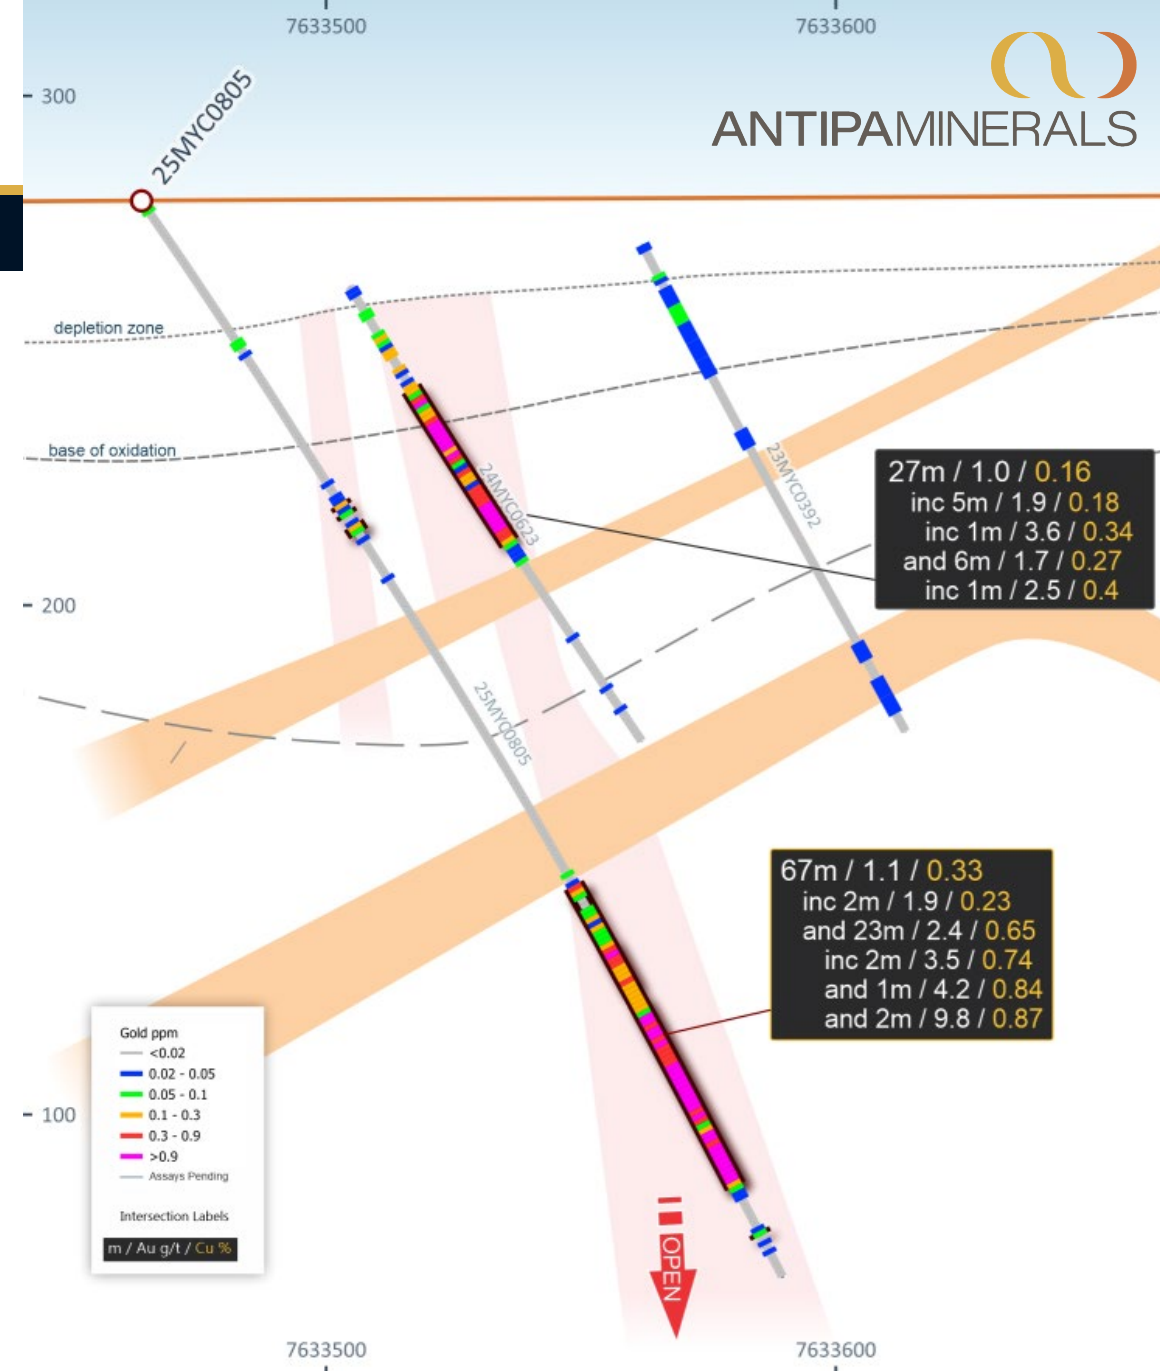 7633500
7633600
ANTIPAMINERALS
300
25MYC0805
depletion zone
base of oxidation
24MYC0623
23MYC0392
27m / 1.0 / 0.16
inc 5m / 1.9 / 0.18
inc 1m / 3.6 / 0.34
and 6m / 1.7 / 0.27
inc 1m / 2.5 / 0.4
200
25MYC0805
67m / 1.1 / 0.33
inc 2m / 1.9 / 0.23
and 23m / 2.4 / 0.65
inc 2m / 3.5 / 0.74
and 1m / 4.2 / 0.84
and 2m / 9.8 / 0.87
100
Gold ppm
<0.02
0.02 - 0.05
0.05 - 0.1
0.1 - 0.3
0.3 - 0.9
>0.9
Assays Pending
Intersection Labels
m / Au g/t / Cu %
OPEN
7633500
7633600